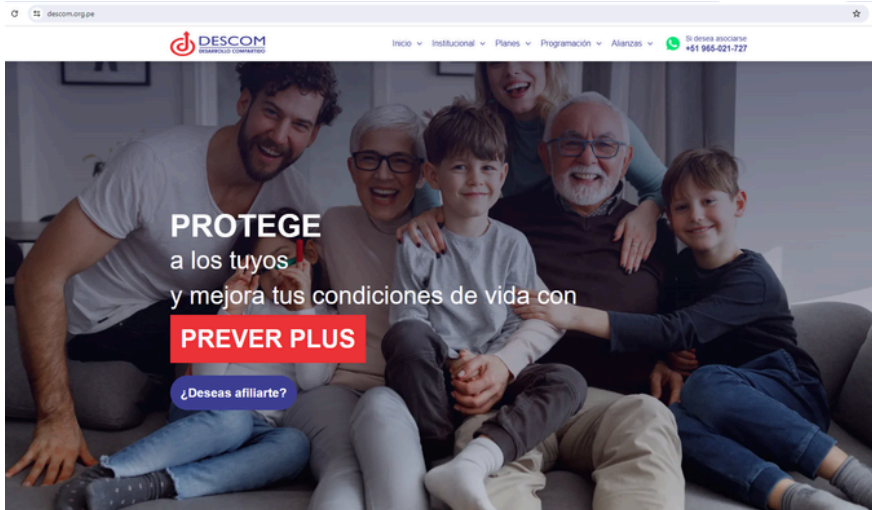 descom.org.pe
DESCOM
DESARROLLO COMPARTIDO
Inicio Institucional Planes Programación Alianzas
Si desea asociarse
+51 965-021-727
PROTEGE
a los tuyos
y mejora tus condiciones de vida con
PREVER PLUS
¿Deseas afiliarte?